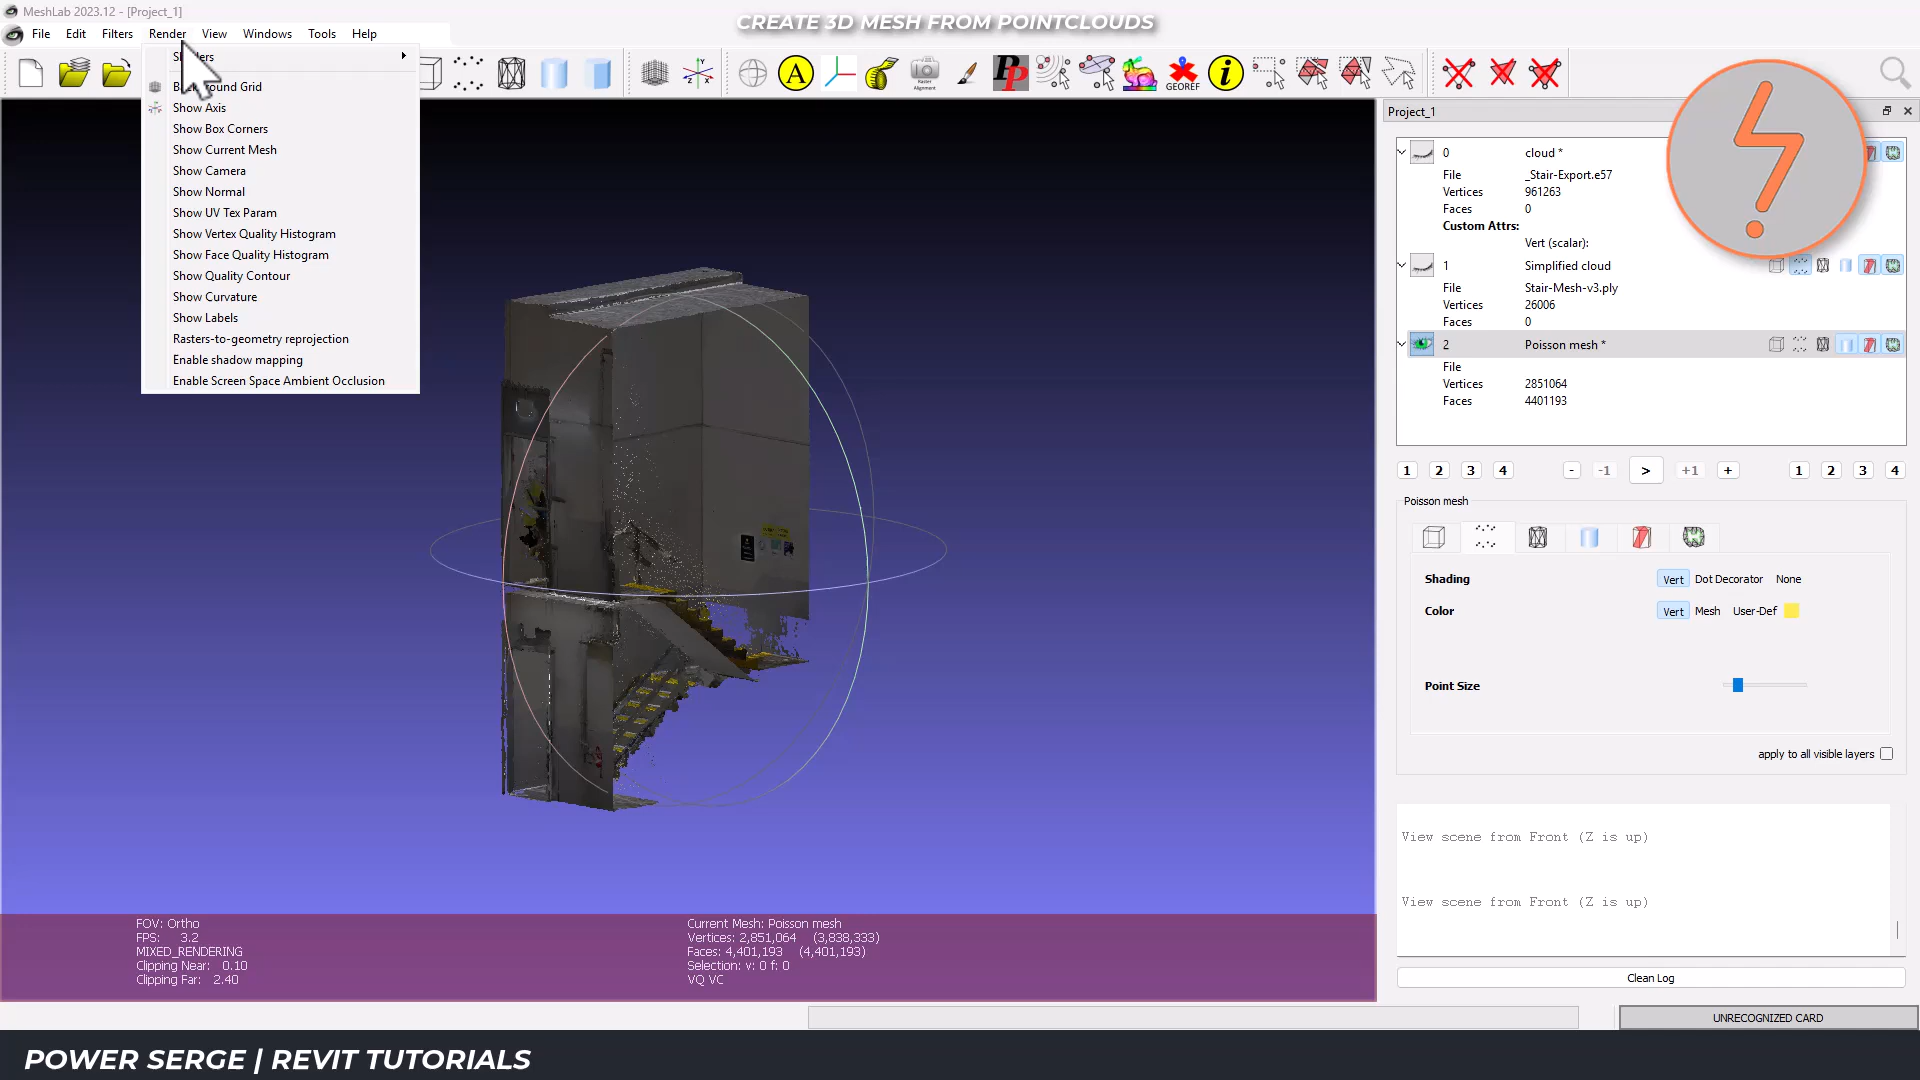 MeshLab 2023.12 - [Project_1]
CREATE 3D MESH FROM POINTCLOUDS
File Edit Filters Render View Windows Tools Help
Background Grid
Show Axis
Show Box Corners
Show Current Mesh
Show Camera
Show Normal
Show UV Tex Param
Show Vertex Quality Histogram
Show Face Quality Histogram
Show Quality Contour
Show Curvature
Show Labels
Rasters-to-geometry reprojection
Enable shadow mapping
Enable Screen Space Ambient Occlusion
A
Raster Alignment
PP
GEOREF
i
Project_1
0 cloud *
File _Stair-Export.e57
Vertices 961263
Faces 0
Custom Attrs:
Vert (scalar):
1 Simplified cloud
File Stair-Mesh-v3.ply
Vertices 26006
Faces 0
2 Poisson mesh *
File
Vertices 2851064
Faces 4401193
1 2 3 4 - -1 > +1 + 1 2 3 4
Poisson mesh
Shading Vert Dot Decorator None
Color Vert Mesh User-Def
Point Size
apply to all visible layers
View scene from Front (Z is up)
View scene from Front (Z is up)
Clean Log
UNRECOGNIZED CARD
FOV: Ortho
FPS: 3.2
MIXED_RENDERING
Clipping Near: 0.10
Clipping Far: 2.40
Current Mesh: Poisson mesh
Vertices: 2,851,064 (3,838,333)
Faces: 4,401,193 (4,401,193)
Selection: v: 0 f: 0
VQ VC
POWER SERGE | REVIT TUTORIALS